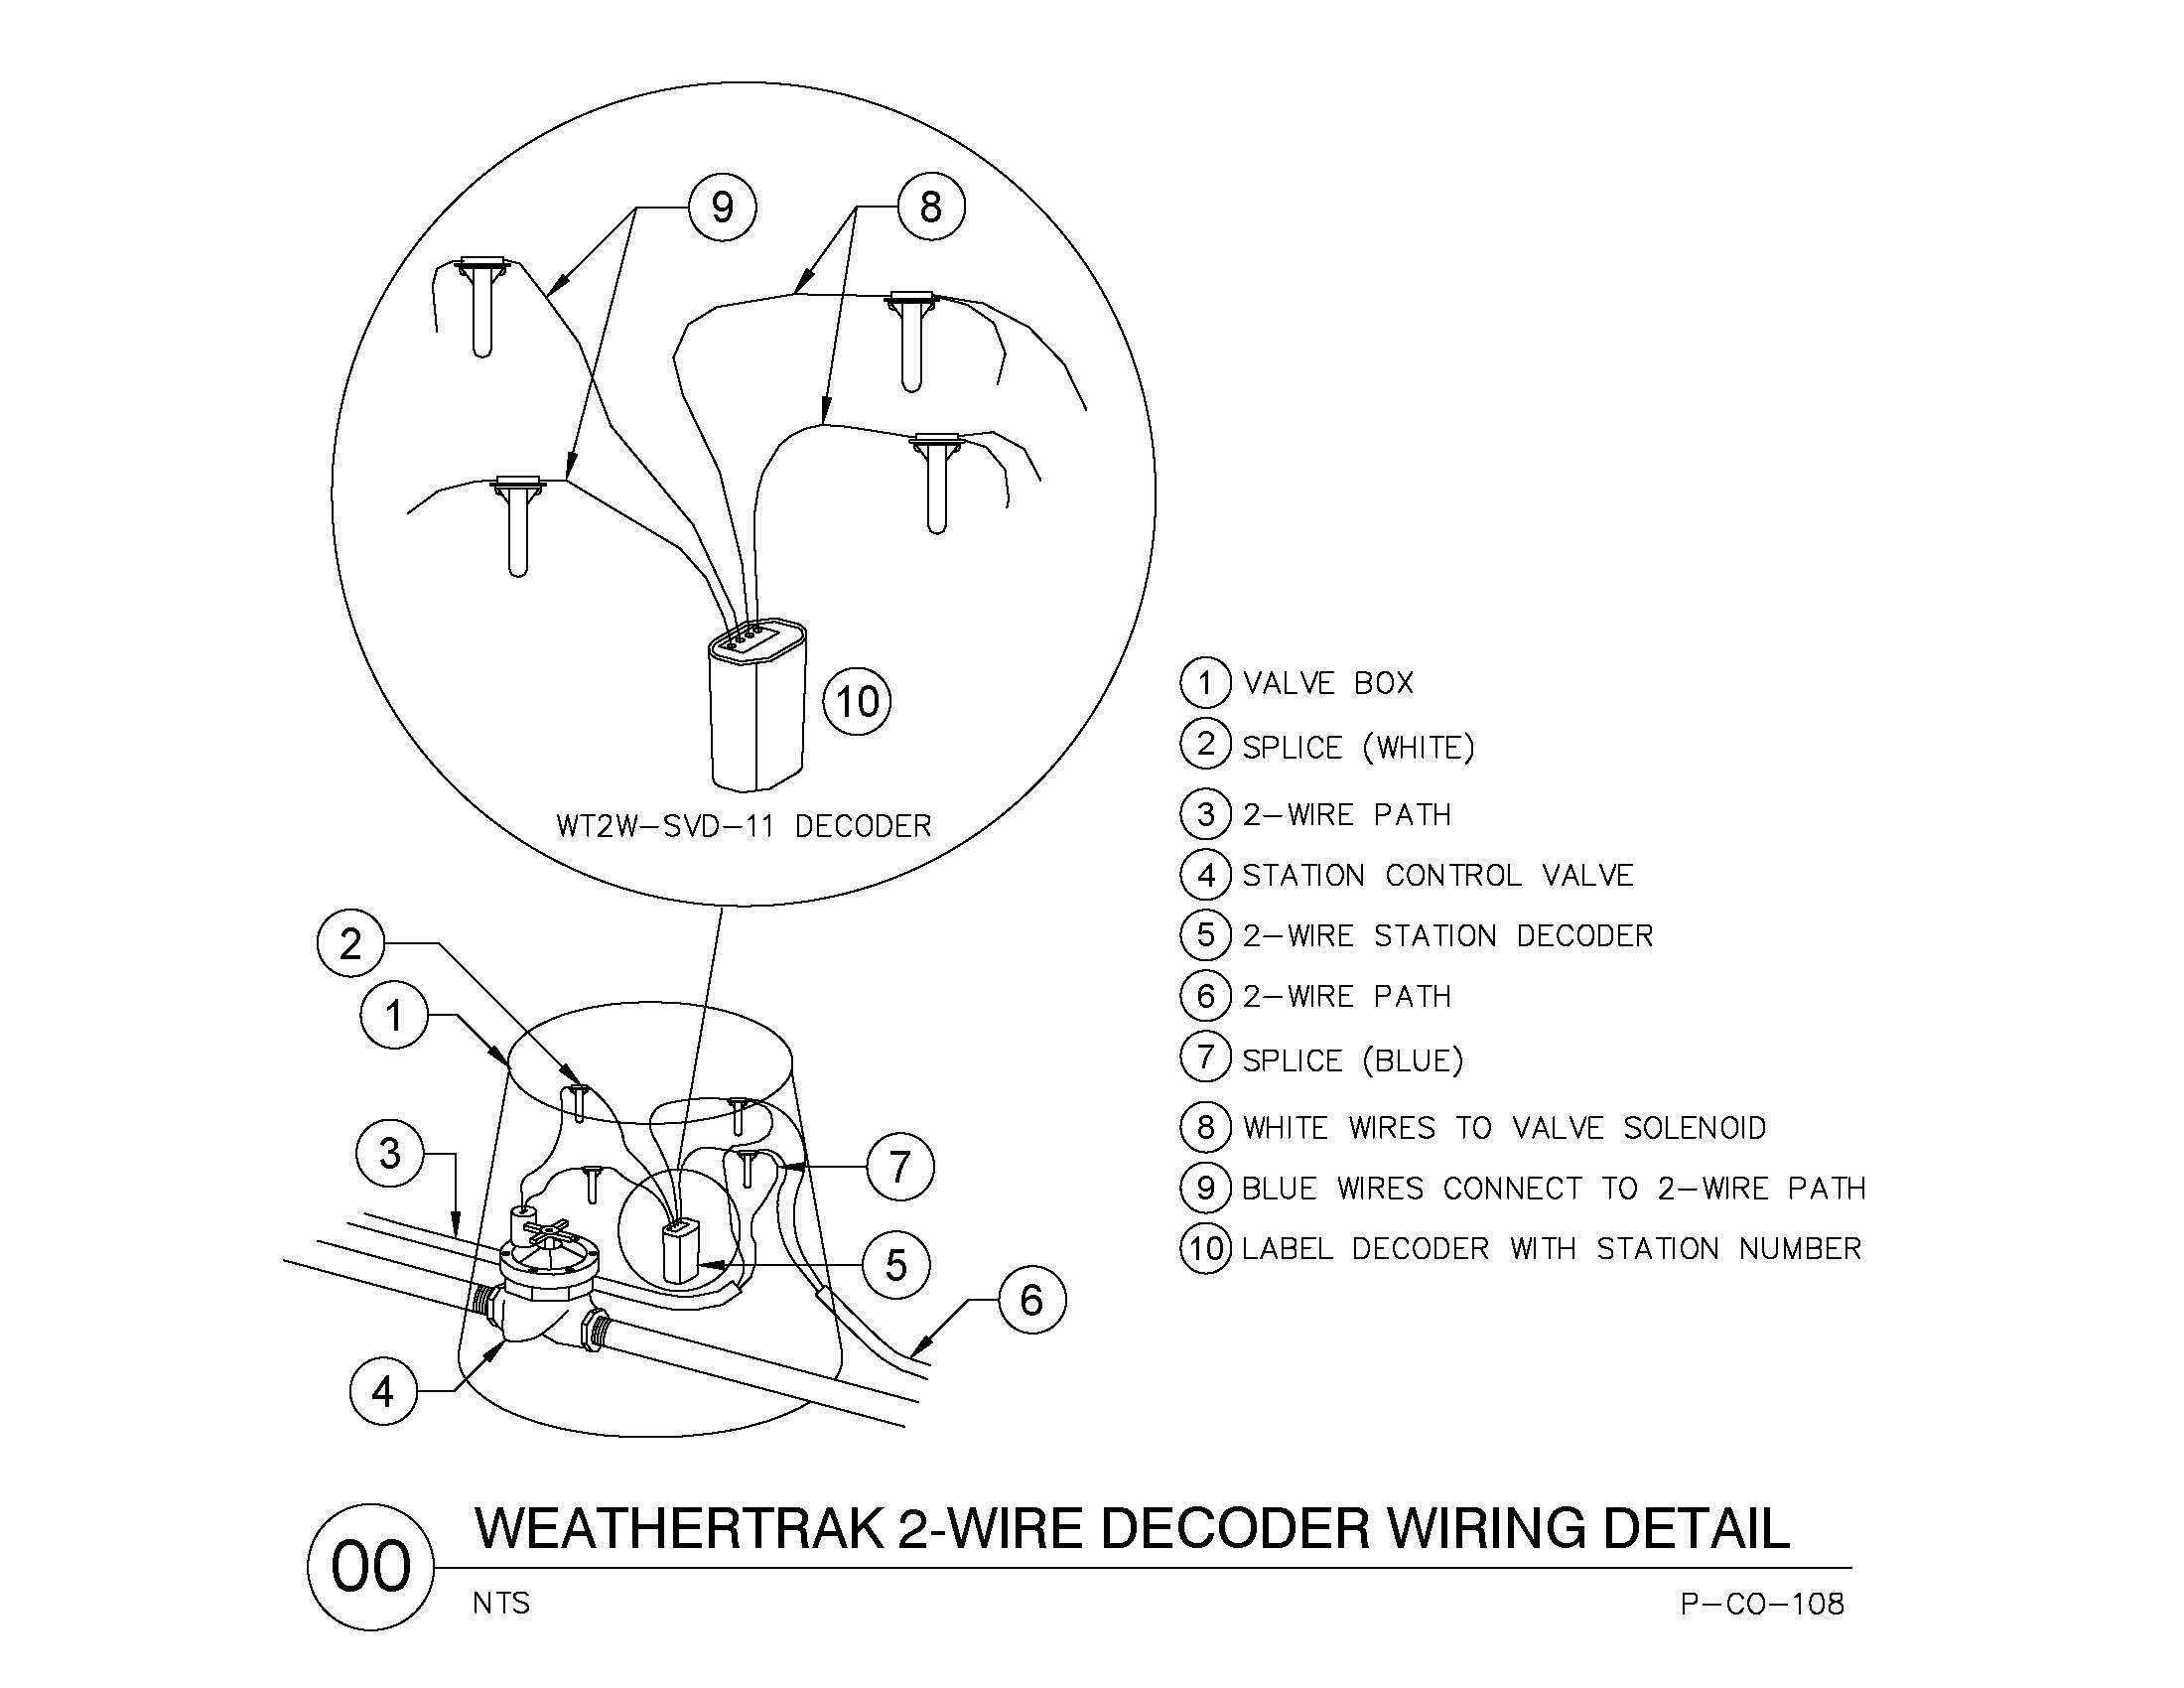 9
8
10
WT2W-SVD-11 DECODER
2
1
3
7
5
6
4
1 VALVE BOX
2 SPLICE (WHITE)
3 2-WIRE PATH
4 STATION CONTROL VALVE
5 2-WIRE STATION DECODER
6 2-WIRE PATH
7 SPLICE (BLUE)
8 WHITE WIRES TO VALVE SOLENOID
9 BLUE WIRES CONNECT TO 2-WIRE PATH
10 LABEL DECODER WITH STATION NUMBER
00
WEATHERTRAK 2-WIRE DECODER WIRING DETAIL
NTS
P-CO-108